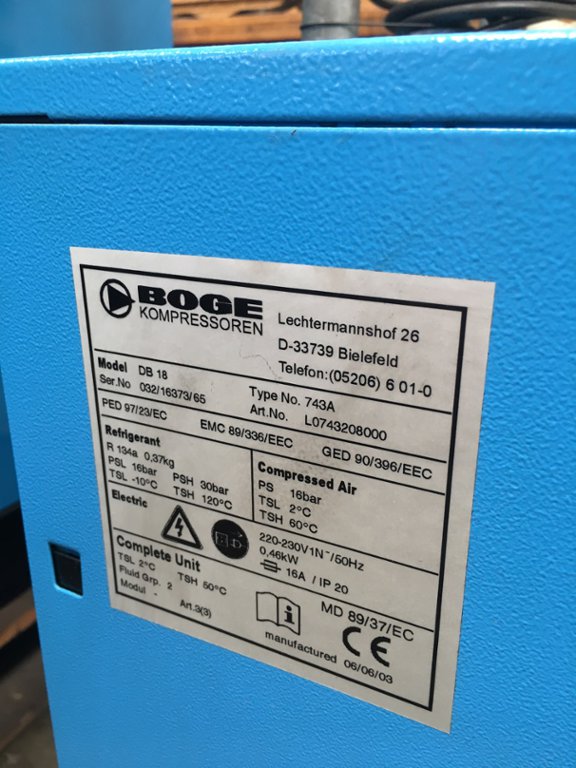 BOGE
KOMPRESSOREN
Lechtermannshof 26
D-33739 Bielefeld
Telefon:(05206) 6 01-0
Model DB 18
Ser.No 032/16373/65
Type No. 743A
Art.No. L0743208000
PED 97/23/EC EMC 89/336/EEC GED 90/396/EEC
Refrigerant
R 134a 0,37kg
PSL 16bar PSH 30bar
TSL -10°C TSH 120°C
Compressed Air
PS 16bar
TSL 2°C
TSH 60°C
Electric
220-230V1N~/50Hz
0,46kW
16A / IP 20
Complete Unit
TSL 2°C TSH 50°C
Fluid Grp. 2
Modul - Art.3(3)
MD 89/37/EC
CE
manufactured 06/06/03